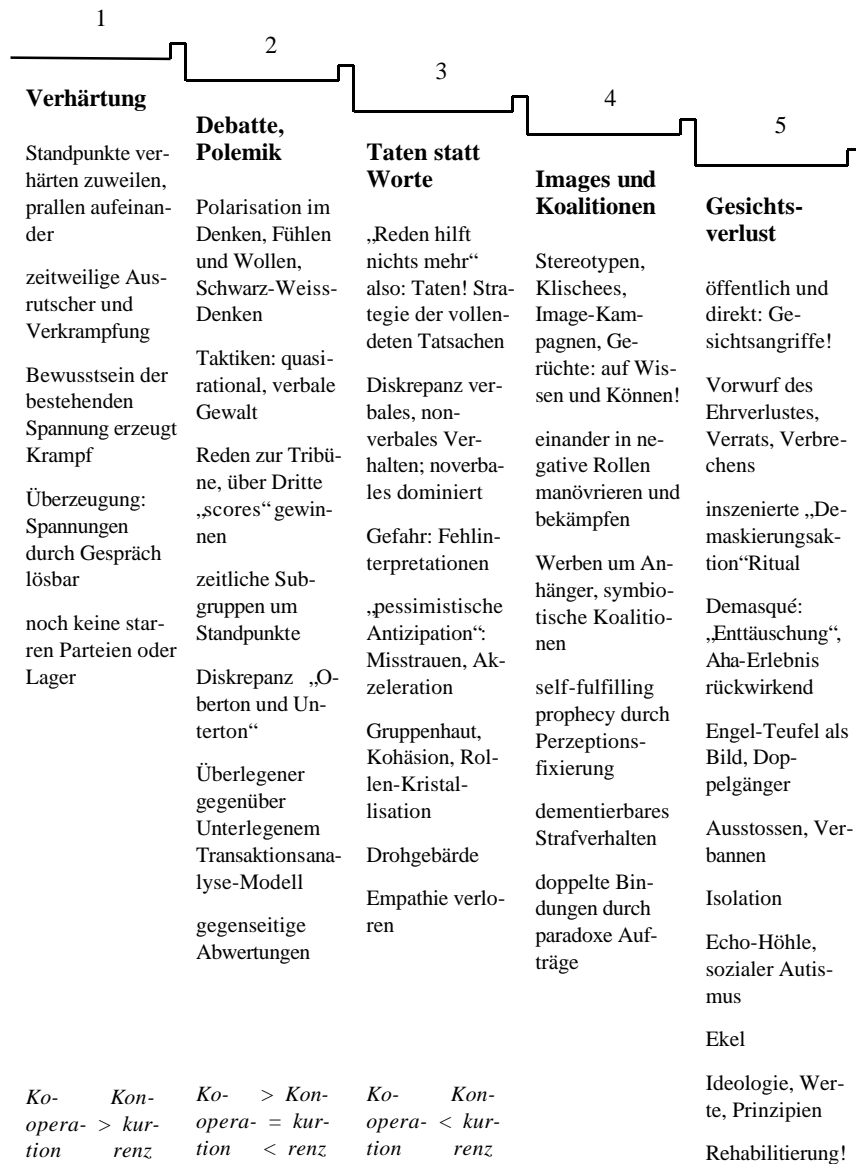 1
Verhärtung
Standpunkte ver-
härten zuweilen,
prallen aufeinan-
der
zeitweilige Aus-
rutscher und
Verkrampfung
Bewusstsein der
bestehenden
Spannung erzeugt
Krampf
Überzeugung:
Spannungen
durch Gespräch
lösbar
noch keine star-
ren Parteien oder
Lager
Ko- Kon-
opera- > kur-
tion renz
2
Debatte,
Polemik
Polarisation im
Denken, Fühlen
und Wollen,
Schwarz-Weiss-
Denken
Taktiken: quasi-
rational, verbale
Gewalt
Reden zur Tribü-
ne, über Dritte
„scores“ gewin-
nen
zeitliche Sub-
gruppen um
Standpunkte
Diskrepanz „O-
berton und Un-
terton“
Überlegener
gegenüber
Unterlegenem
Transaktionsana-
lyse-Modell
gegenseitige
Abwertungen
Ko- > Kon-
opera- = kur-
tion < renz
3
Taten statt
Worte
„Reden hilft
nichts mehr“
also: Taten! Stra-
tegie der vollen-
deten Tatsachen
Diskrepanz ver-
bales, non-
verbales Ver-
halten; noverba-
les dominiert
Gefahr: Fehlin-
terpretationen
„pessimistische
Antizipation“:
Misstrauen, Ak-
zeleration
Gruppenhaut,
Kohäsion, Rol-
len-Kristal-
lisation
Drohgebärde
Empathie verlo-
ren
Ko- Kon-
opera- < kur-
tion renz
4
Images und
Koalitionen
Stereotypen,
Klischees,
Image-Kam-
pagnen, Ge-
rüchte: auf Wis-
sen und Können!
einander in ne-
gative Rollen
manövrieren und
bekämpfen
Werben um An-
hänger, symbio-
tische Koalitio-
nen
self-fulfilling
prophecy durch
Perzeptions-
fixierung
dementierbares
Strafverhalten
doppelte Bin-
dungen durch
paradoxe Auf-
träge
5
Gesichts-
verlust
öffentlich und
direkt: Ge-
sichtsangriffe!
Vorwurf des
Ehrverlustes,
Verrats, Verbre-
chens
inszenierte „De-
maskierungsak-
tion“Ritual
Demasqué:
„Enttäuschung“,
Aha-Erlebnis
rückwirkend
Engel-Teufel als
Bild, Dop-
pelgänger
Ausstossen, Ver-
bannen
Isolation
Echo-Höhle,
sozialer Autis-
mus
Ekel
Ideologie, Wer-
te, Prinzipien
Rehabilitierung!